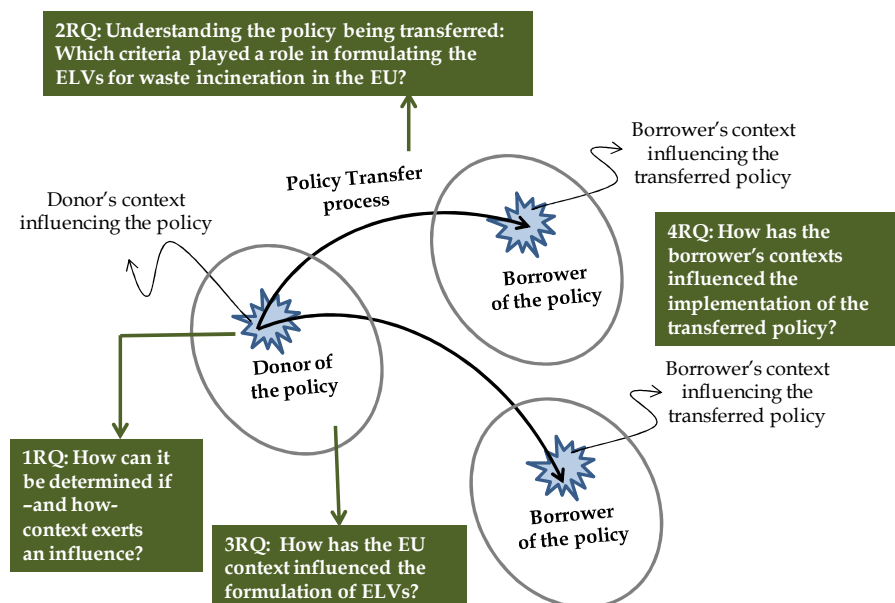 2RQ: Understanding the policy being transferred:
Which criteria played a role in formulating the
ELVs for waste incineration in the EU?
Borrower's context
influencing the
transferred policy
Policy Transfer
process
Donor's context
influencing the policy
4RQ: How has the
borrower's contexts
influenced the
implementation of the
transferred policy?
Borrower
of the policy
Donor of
the policy
Borrower's context
influencing the
transferred policy
1RQ: How can it
be determined if
–and how-
context exerts
an influence?
Borrower
of the policy
3RQ: How has the EU
context influenced the
formulation of ELVs?